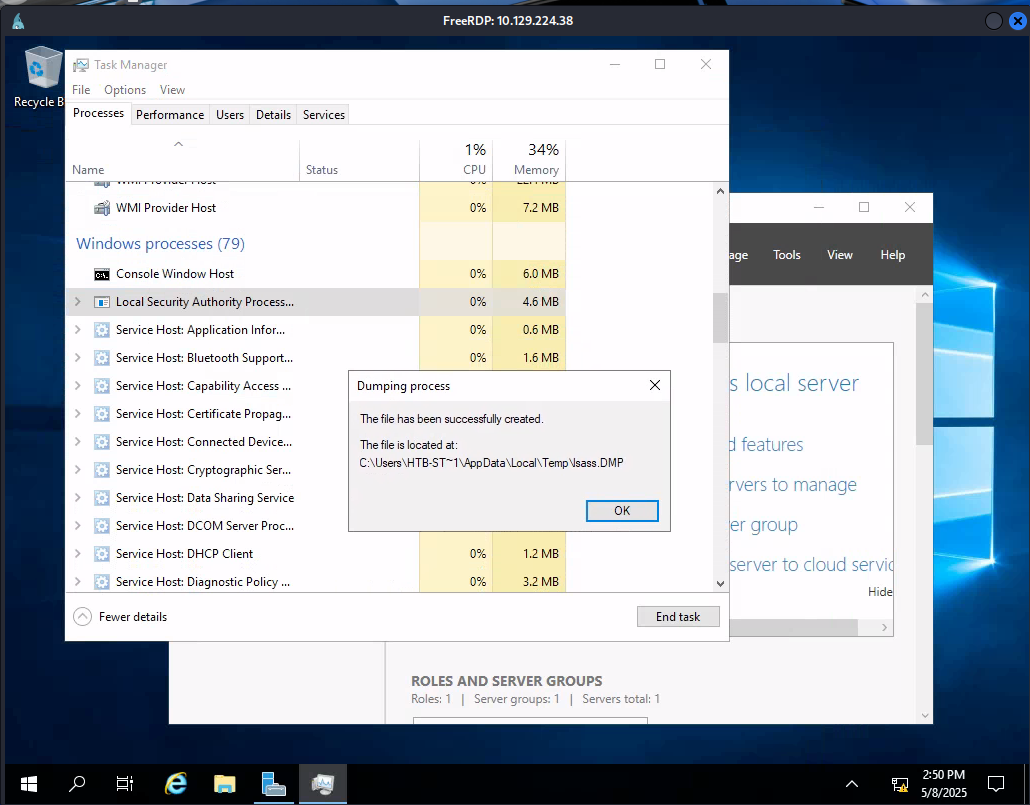 FreeRDP: 10.129.224.38
Recycle B
Task Manager
File Options View
Processes Performance Users Details Services
1% 34%
Name Status CPU Memory
WMI Provider Host 0%
WMI Provider Host 0% 7.2 MB
Windows processes (79)
Console Window Host 0% 6.0 MB
Local Security Authority Process... 0% 4.6 MB
Service Host: Application Infor... 0% 0.6 MB
Service Host: Bluetooth Support... 0% 1.6 MB
Service Host: Capability Access ...
Service Host: Certificate Propag...
Service Host: Connected Device...
Service Host: Cryptographic Ser...
Service Host: Data Sharing Service
Service Host: DCOM Server Proc...
Service Host: DHCP Client 0% 1.2 MB
Service Host: Diagnostic Policy ... 0% 3.2 MB
Fewer details
End task
Dumping process
The file has been successfully created.
The file is located at:
C:\Users\HTB-ST~1\AppData\Local\Temp\lsass.DMP
OK
age Tools View Help
s local server
d features
rvers to manage
er group
server to cloud servic
Hide
ROLES AND SERVER GROUPS
Roles: 1 | Server groups: 1 | Servers total: 1
2:50 PM
5/8/2025